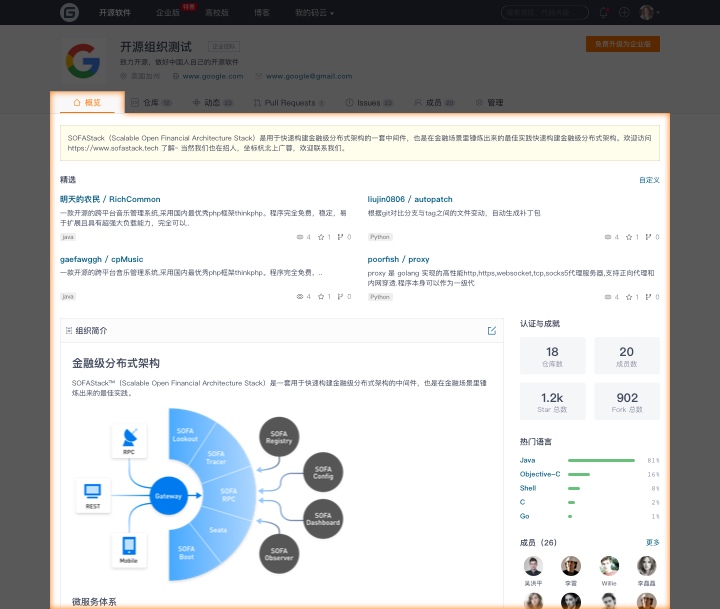 开源软件 企业版 特惠 高校版 博客 我的码云
开源组织测试 企业团队
致力开源，做好中国人自己的开源软件
美国加州 www.google.com www.google@gmail.com
免费升级为企业版
概览 仓库 动态 Pull Requests Issues 成员 管理
SOFAStack（Scalable Open Financial Architecture Stack）是用于快速构建金融级分布式架构的一套中间件，也是在金融场景里锤炼出来的最佳实践快速构建金融级分布式架构。欢迎访问
https://www.sofastack.tech 了解~ 当然我们也在招人，坐标杭北上广蓉，欢迎联系我们。
精选 自定义
明天的农民 / RichCommon
一款开源的跨平台音乐管理系统,采用国内最优秀php框架thinkphp。程序完全免费，稳定，易
于扩展且具有超强大负载能力，完全可以..
java 4 1 0
liujin0806 / autopatch
根据git对比分支与tag之间的文件变动，自动生成补丁包
Python 4 1 0
gaefawggh / cpMusic
一款开源的跨平台音乐管理系统,采用国内最优秀php框架thinkphp。程序完全免费，..
java 4 1 0
poorfish / proxy
proxy 是 golang 实现的高性能http,https,websocket,tcp,socks5代理服务器,支持正向代理和
内网穿透.程序本身可以作为一级代
Python 4 1 0
组织简介
金融级分布式架构
SOFAStack™（Scalable Open Financial Architecture Stack）是一套用于快速构建金融级分布式架构的中间件，也是在金融场景里锤
炼出来的最佳实践。
RPC
REST
Mobile
Gateway
SOFA
Lookout
SOFA
Tracer
SOFA
RPC
Seata
SOFA
Boot
SOFA
Registry
SOFA
Config
SOFA
Dashboard
SOFA
Observer
微服务体系
认证与成就
18 20
仓库数 成员数
1.2k 902
Star 总数 Fork 总数
热门语言
Java 81%
Objective-C 16%
Shell 0%
C 2%
Go 1%
成员（26） 更多
吴洪平 李雷 Willie 李磊磊